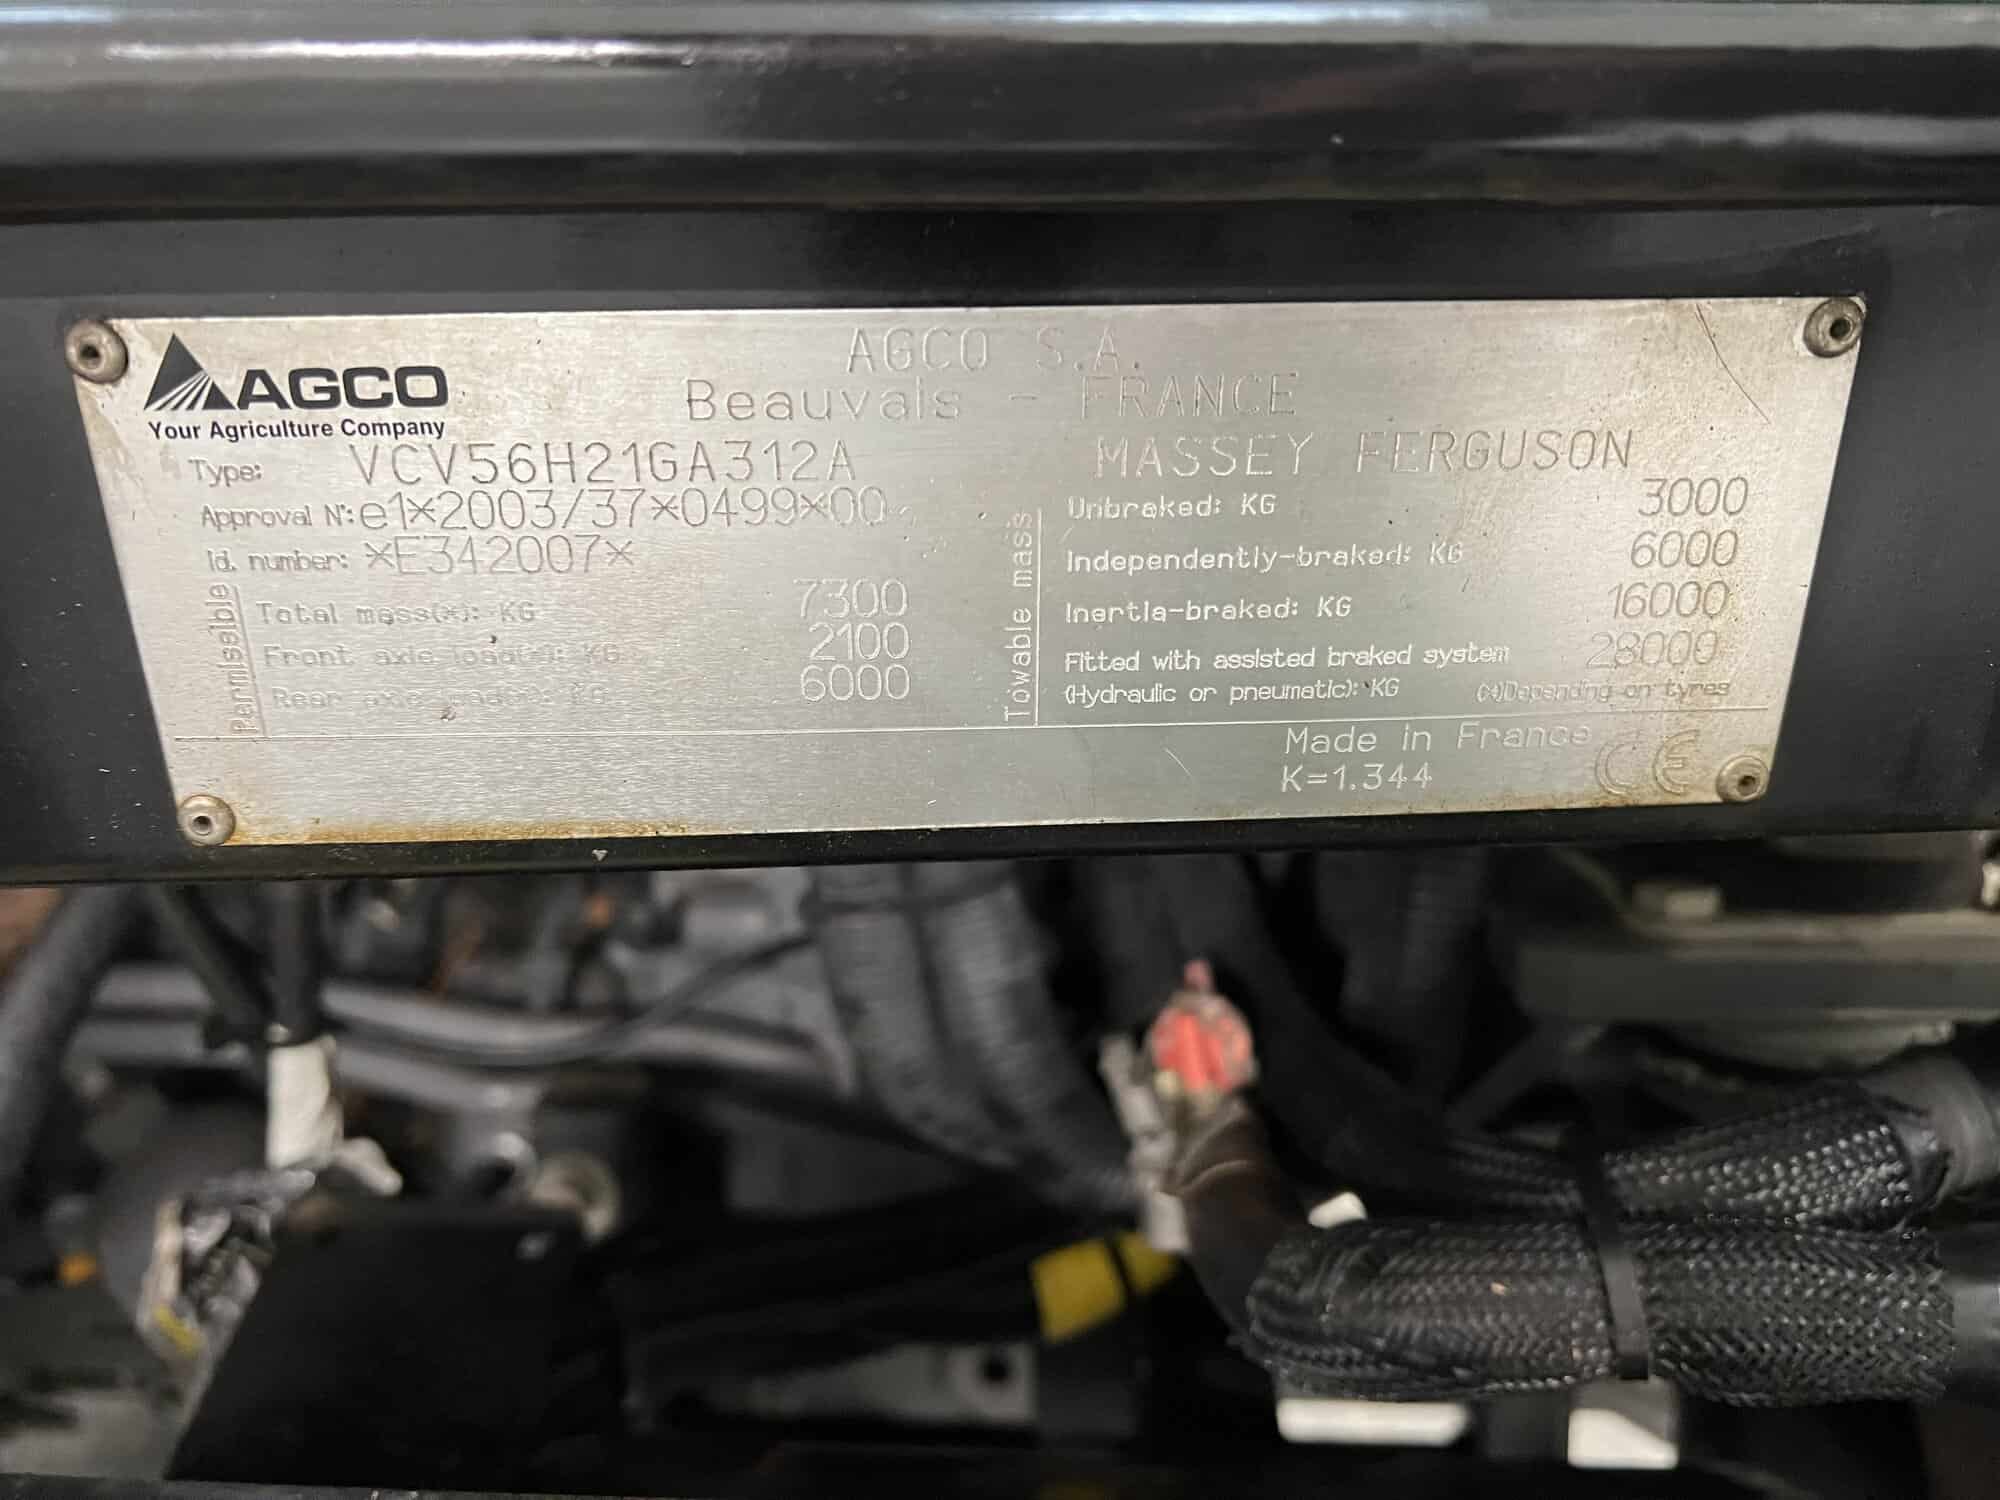 AGCO
Your Agriculture Company
AGCO S.A.
Beauvais - FRANCE
Type: VCV56H21GA312A
MASSEY FERGUSON
Approval N°: e1*2003/37*0499*00
Id. number: *E342007*
Permissible
Total mass(*): KG 7300
Front axle load(*): KG 2100
Rear axle load(*): KG 6000
Towable mass
Unbraked: KG 3000
Independently-braked: KG 6000
Inertia-braked: KG 16000
Fitted with assisted braked system 28000
(Hydraulic or pneumatic): KG (*)Depending on tyres
Made in France
K=1.344
CE